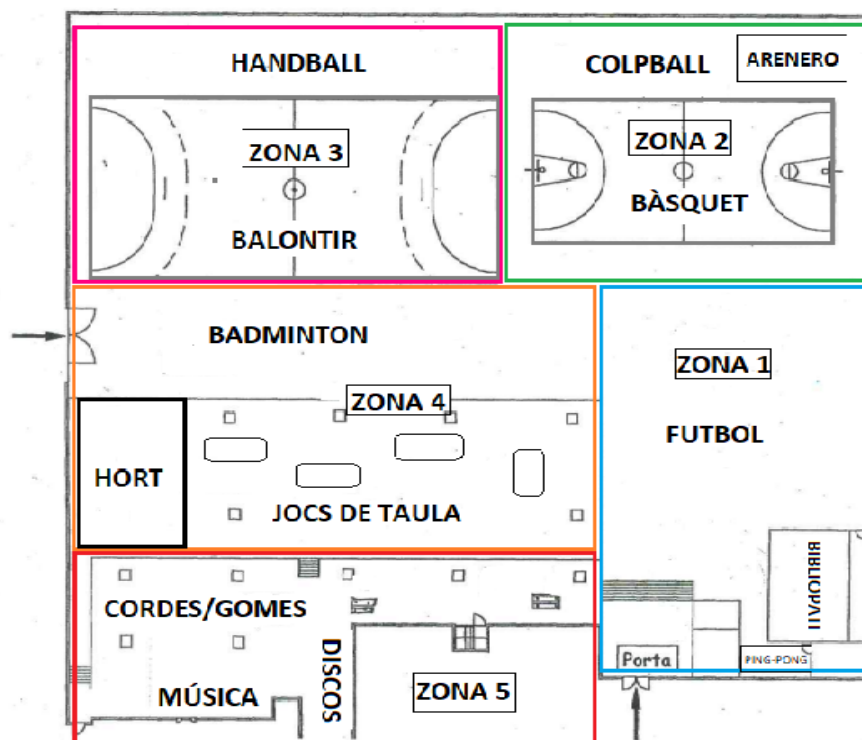 HANDBALL
COLPBALL
ARENERO
ZONA 3
ZONA 2
BÀSQUET
BALONTIR
BADMINTON
ZONA 1
ZONA 4
FUTBOL
HORT
JOCS DE TAULA
BIBLIOPATI
CORDES/GOMES
DISCOS
Porta
PING-PONG
MÚSICA
ZONA 5